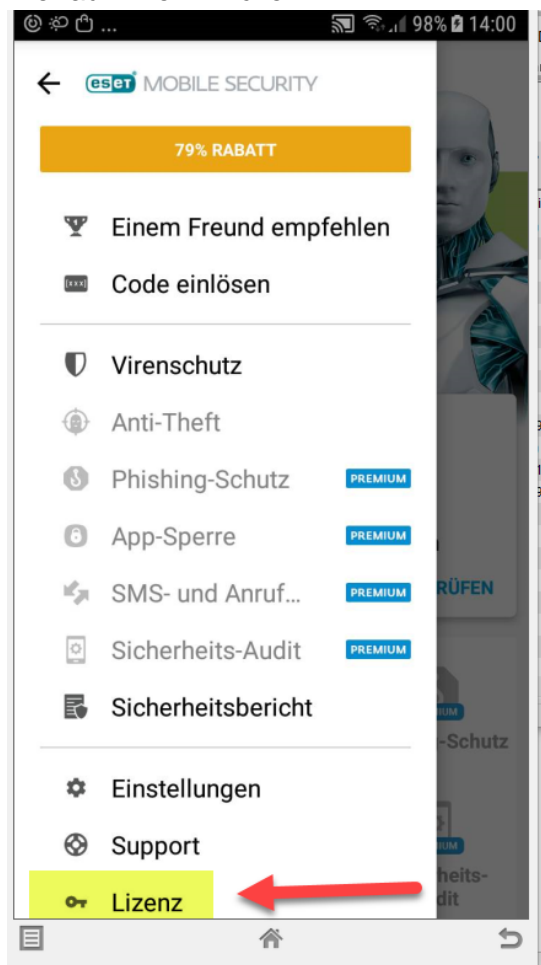 ... 98% 14:00
eset MOBILE SECURITY
79% RABATT
Einem Freund empfehlen
Code einlösen
Virenschutz
Anti-Theft
Phishing-Schutz PREMIUM
App-Sperre PREMIUM
SMS- und Anruf... PREMIUM
RÜFEN
Sicherheits-Audit PREMIUM
Sicherheitsbericht
-Schutz
Einstellungen
Support
heits-
dit
Lizenz